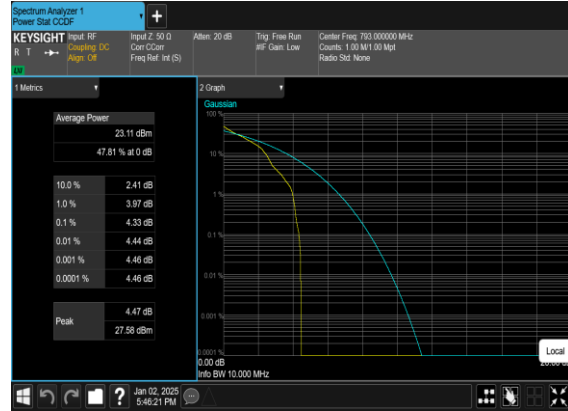 Spectrum Analyzer 1
Power Stat CCDF
+
KEYSIGHT
R T
LM
Input: RF
Coupling: DC
Align: Off
Input Z: 50 Ω
Corr CCorr
Freq Ref: Int (S)
Atten: 20 dB
Trig: Free Run
#IF Gain: Low
Center Freq: 793.000000 MHz
Counts: 1.00 M/1.00 Mpt
Radio Std: None
1 Metrics
Average Power
23.11 dBm
47.81 % at 0 dB
10.0 % 2.41 dB
1.0 % 3.97 dB
0.1 % 4.33 dB
0.01 % 4.44 dB
0.001 % 4.46 dB
0.0001 % 4.46 dB
Peak 4.47 dB
27.58 dBm
2 Graph
Gaussian
100 %
10 %
1 %
0.1 %
0.01 %
0.001 %
0.0001 %
0.00 dB
Info BW 10.000 MHz
Local
?
Jan 02, 2025
5:46:21 PM